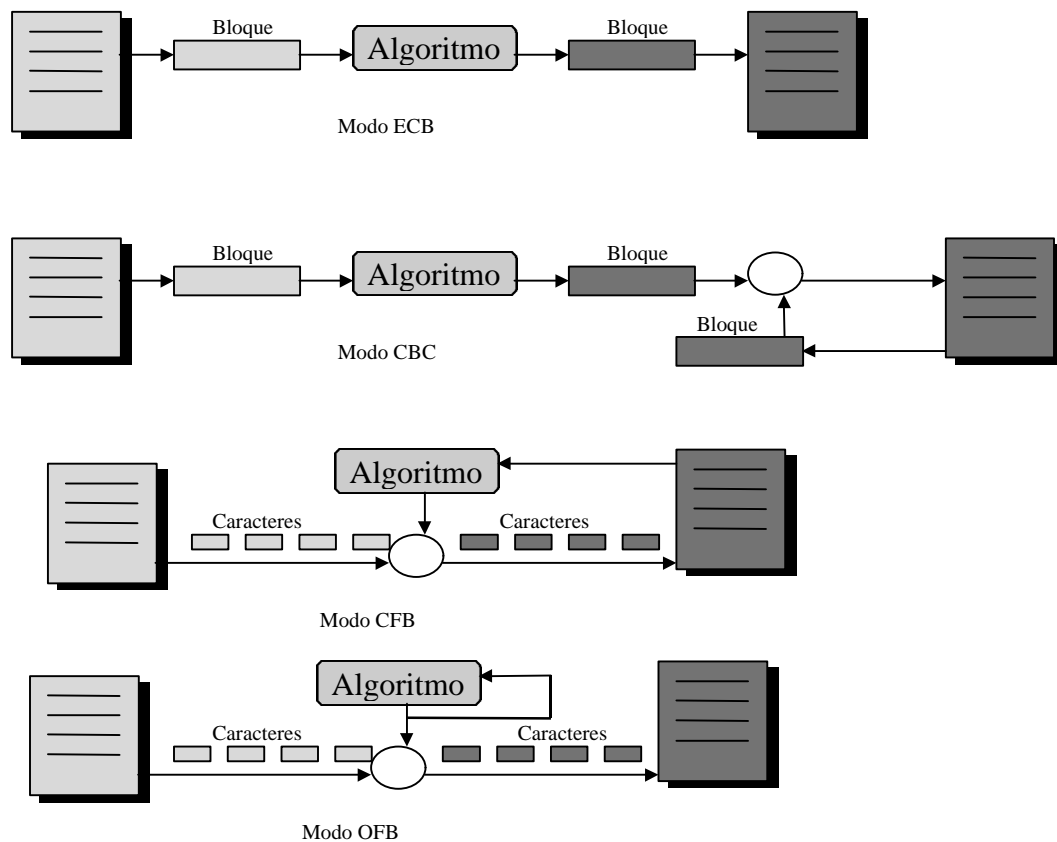 Bloque
Algoritmo
Bloque
Modo ECB
Bloque
Algoritmo
Bloque
Bloque
Modo CBC
Algoritmo
Caracteres
Caracteres
Modo CFB
Algoritmo
Caracteres
Caracteres
Modo OFB